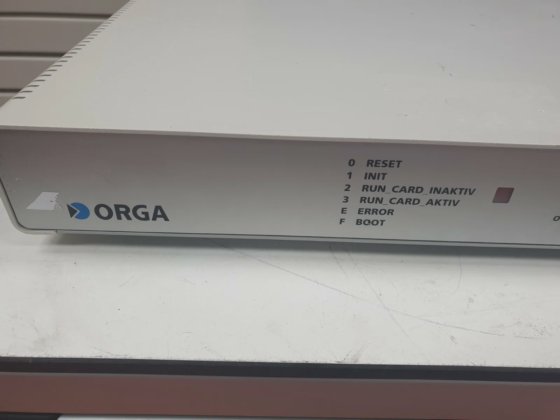 ORGA
0 RESET
1 INIT
2 RUN_CARD_INAKTIV
3 RUN_CARD_AKTIV
E ERROR
F BOOT